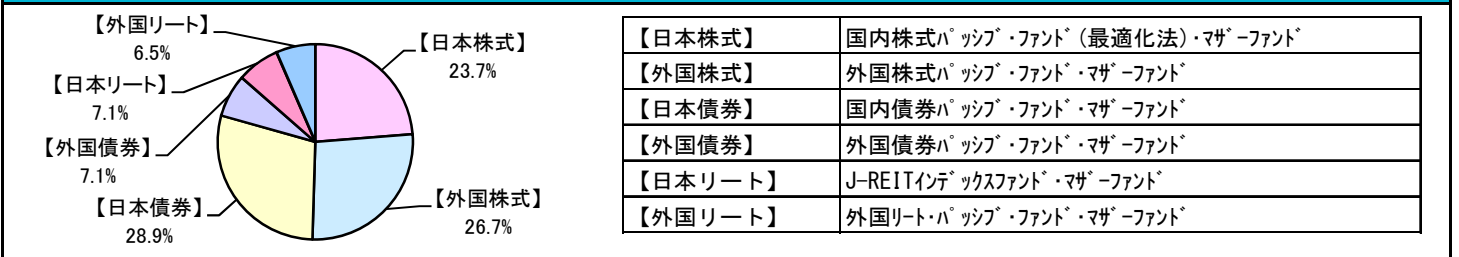 【外国リート】
6.5%
【日本株式】
23.7%
【日本リート】
7.1%
【外国債券】
7.1%
【日本債券】
28.9%
【外国株式】
26.7%
【日本株式】 国内株式ﾊﾟｯｼﾌﾞ・ﾌｧﾝﾄﾞ(最適化法)・ﾏｻﾞｰﾌｧﾝﾄﾞ
【外国株式】 外国株式ﾊﾟｯｼﾌﾞ・ﾌｧﾝﾄﾞ・ﾏｻﾞｰﾌｧﾝﾄﾞ
【日本債券】 国内債券ﾊﾟｯｼﾌﾞ・ﾌｧﾝﾄﾞ・ﾏｻﾞｰﾌｧﾝﾄﾞ
【外国債券】 外国債券ﾊﾟｯｼﾌﾞ・ﾌｧﾝﾄﾞ・ﾏｻﾞｰﾌｧﾝﾄﾞ
【日本リート】 J-REITｲﾝﾃﾞｯｸｽﾌｧﾝﾄﾞ・ﾏｻﾞｰﾌｧﾝﾄﾞ
【外国リート】 外国ﾘｰﾄ・ﾊﾟｯｼﾌﾞ・ﾌｧﾝﾄﾞ・ﾏｻﾞｰﾌｧﾝﾄﾞ